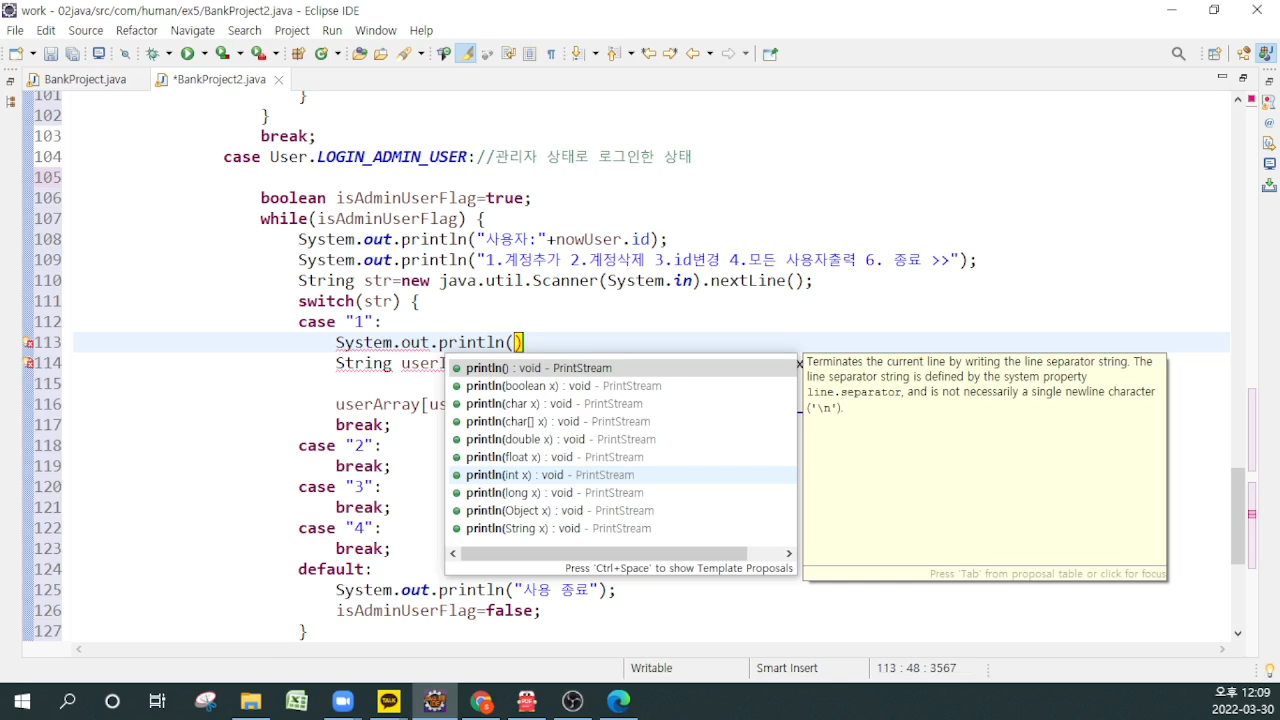 work - 02java/src/com/human/ex5/BankProject2.java - Eclipse IDE
File Edit Source Refactor Navigate Search Project Run Window Help
BankProject.java *BankProject2.java
101 }
102 }
103 break;
104 case User.LOGIN_ADMIN_USER://관리자 상태로 로그인한 상태
105
106 boolean isAdminUserFlag=true;
107 while(isAdminUserFlag) {
108 System.out.println("사용자:"+nowUser.id);
109 System.out.println("1.계정추가 2.계정삭제 3.id변경 4.모든 사용자출력 6. 종료 >>");
110 String str=new java.util.Scanner(System.in).nextLine();
111 switch(str) {
112 case "1":
113 System.out.println()
114 String userI
115
116 userArray[us
117 break;
118 case "2":
119 break;
120 case "3":
121 break;
122 case "4":
123 break;
124 default:
125 System.out.println("사용 종료");
126 isAdminUserFlag=false;
127 }
println() : void - PrintStream
println(boolean x) : void - PrintStream
println(char x) : void - PrintStream
println(char[] x) : void - PrintStream
println(double x) : void - PrintStream
println(float x) : void - PrintStream
println(int x) : void - PrintStream
println(long x) : void - PrintStream
println(Object x) : void - PrintStream
println(String x) : void - PrintStream
Press 'Ctrl+Space' to show Template Proposals
Terminates the current line by writing the line separator string. The
line separator string is defined by the system property
line.separator, and is not necessarily a single newline character
('\n').
Press 'Tab' from proposal table or click for focus
Writable Smart Insert 113 : 48 : 3567
TALK
오후 12:09
2022-03-30